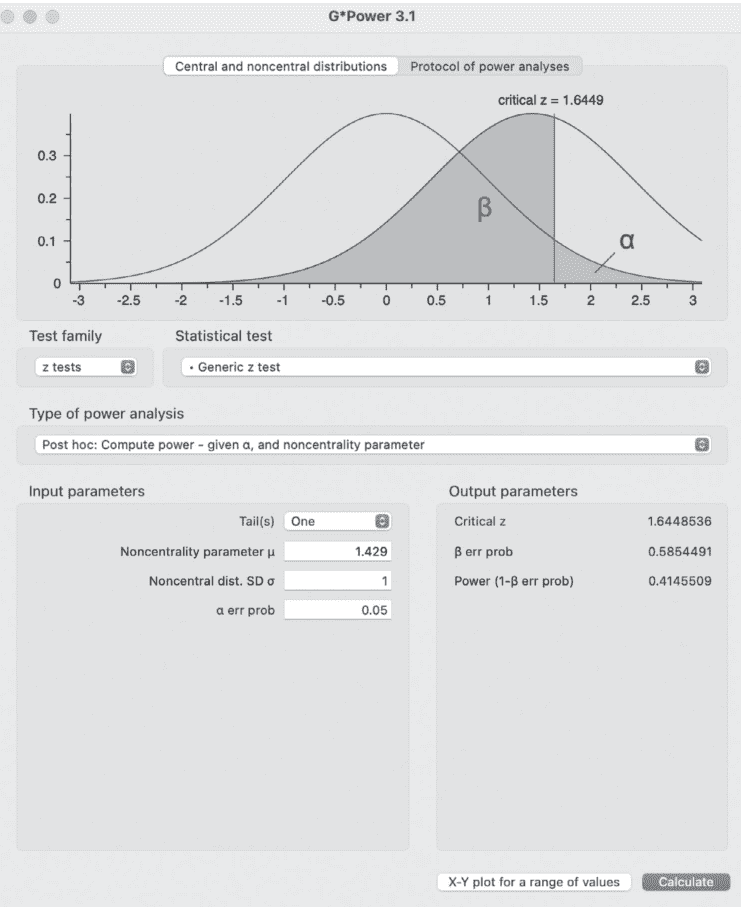 G*Power 3.1
Central and noncentral distributions Protocol of power analyses
critical z = 1.6449
0.3
0.2
β
0.1
α
0
-3 -2.5 -2 -1.5 -1 -0.5 0 0.5 1 1.5 2 2.5 3
Test family Statistical test
z tests • Generic z test
Type of power analysis
Post hoc: Compute power – given α, and noncentrality parameter
Input parameters Output parameters
Tail(s) One Critical z 1.6448536
Noncentrality parameter μ 1.429 β err prob 0.5854491
Noncentral dist. SD σ 1 Power (1-β err prob) 0.4145509
α err prob 0.05
X-Y plot for a range of values Calculate